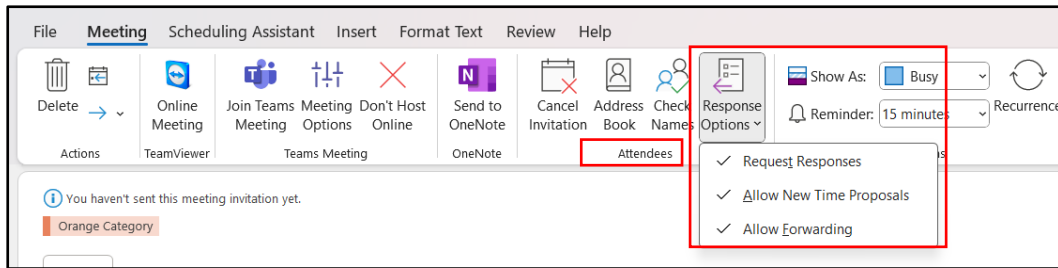 File Meeting Scheduling Assistant Insert Format Text Review Help
Delete
Online Meeting
Join Teams Meeting
Meeting Options
Don't Host Online
Send to OneNote
Cancel Invitation
Address Book
Check Names
Response Options
Show As: Busy
Reminder: 15 minutes
Recurrence
Actions TeamViewer Teams Meeting OneNote Attendees
Request Responses
Allow New Time Proposals
Allow Forwarding
You haven't sent this meeting invitation yet.
Orange Category